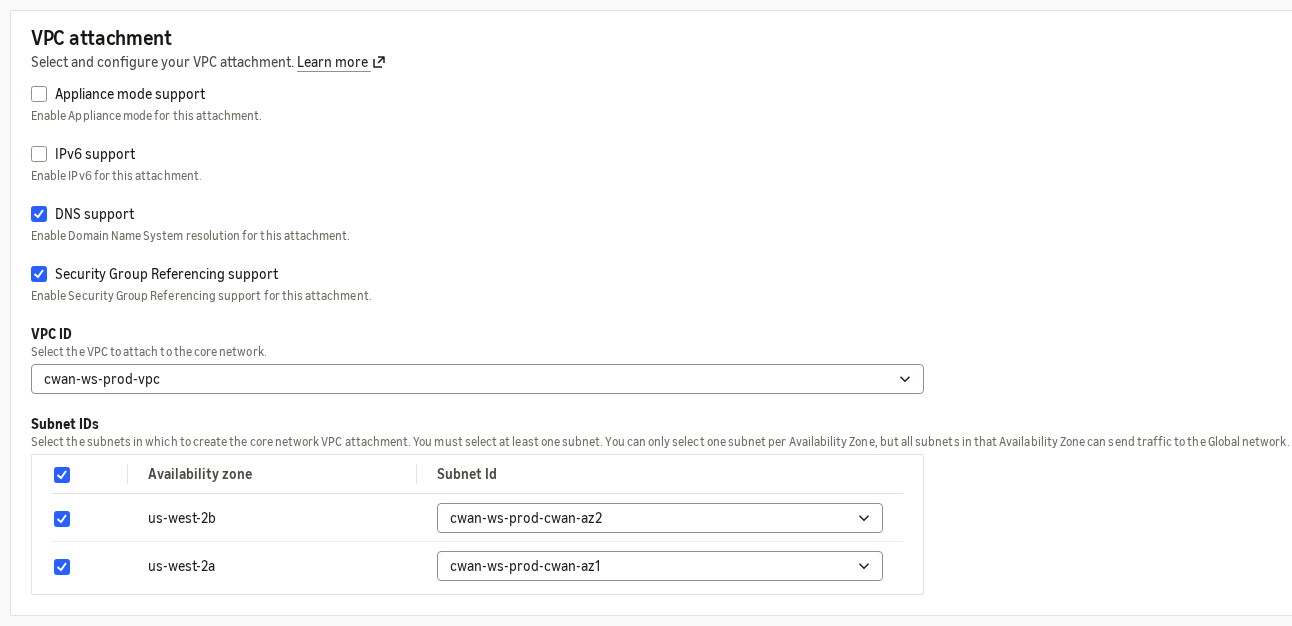 VPC attachment
Select and configure your VPC attachment. Learn more
Appliance mode support
Enable Appliance mode for this attachment.
IPv6 support
Enable IPv6 for this attachment.
DNS support
Enable Domain Name System resolution for this attachment.
Security Group Referencing support
Enable Security Group Referencing support for this attachment.
VPC ID
Select the VPC to attach to the core network.
cwan-ws-prod-vpc
Subnet IDs
Select the subnets in which to create the core network VPC attachment. You must select at least one subnet. You can only select one subnet per Availability Zone, but all subnets in that Availability Zone can send traffic to the Global network.
Availability zone Subnet Id
us-west-2b cwan-ws-prod-cwan-az2
us-west-2a cwan-ws-prod-cwan-az1